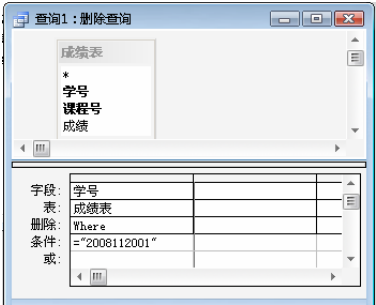 查询1：删除查询
成绩表
*
学号
课程号
成绩
字段： 学号
表： 成绩表
删除： Where
条件： ="2008112001"
或：